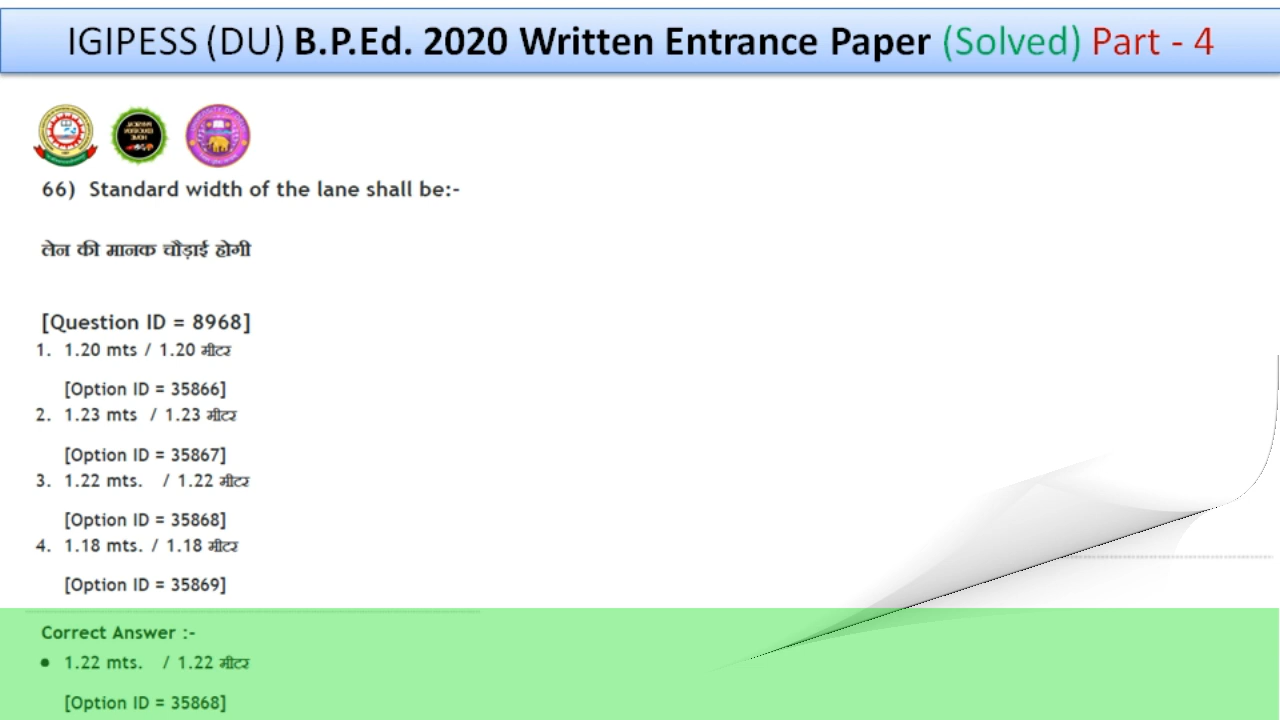 IGIPESS (DU) B.P.Ed. 2020 Written Entrance Paper (Solved) Part - 4
66) Standard width of the lane shall be:-
लेन की मानक चौड़ाई होगी
[Question ID = 8968]
1. 1.20 mts / 1.20 मीटर
[Option ID = 35866]
2. 1.23 mts / 1.23 मीटर
[Option ID = 35867]
3. 1.22 mts. / 1.22 मीटर
[Option ID = 35868]
4. 1.18 mts. / 1.18 मीटर
[Option ID = 35869]
Correct Answer :-
• 1.22 mts. / 1.22 मीटर
[Option ID = 35868]